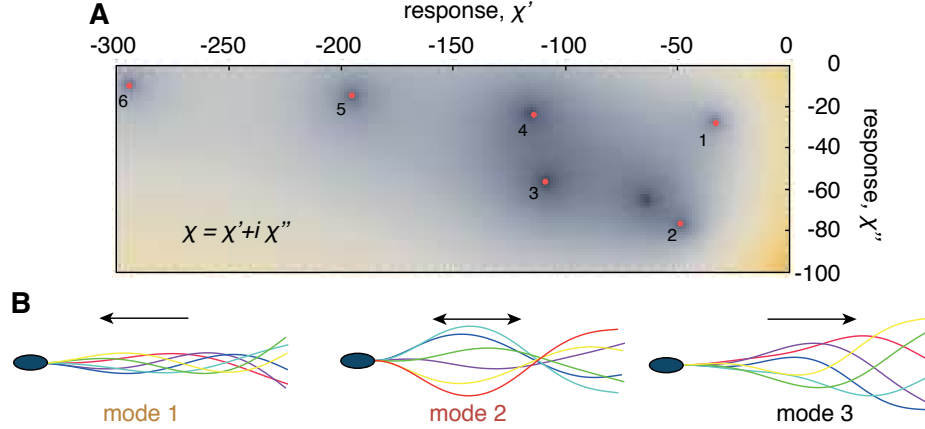 A
response, χ'
-300 -250 -200 -150 -100 -50 0
0
-20
-40
-60
-80
-100
response, χ''
6
5
4
1
3
2
χ = χ'+i χ''
B
mode 1 mode 2 mode 3